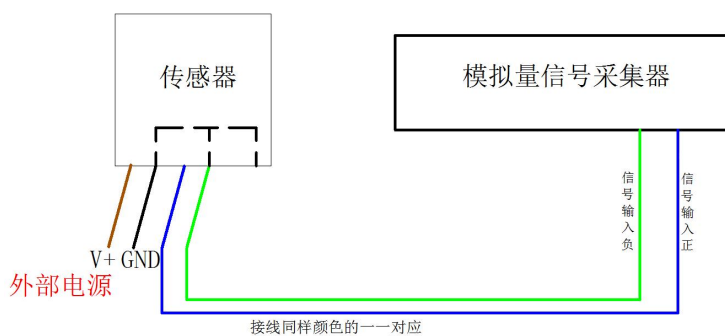 传感器
模拟量信号采集器
信号输入负
信号输入正
V+ GND
外部电源
接线同样颜色的一一对应